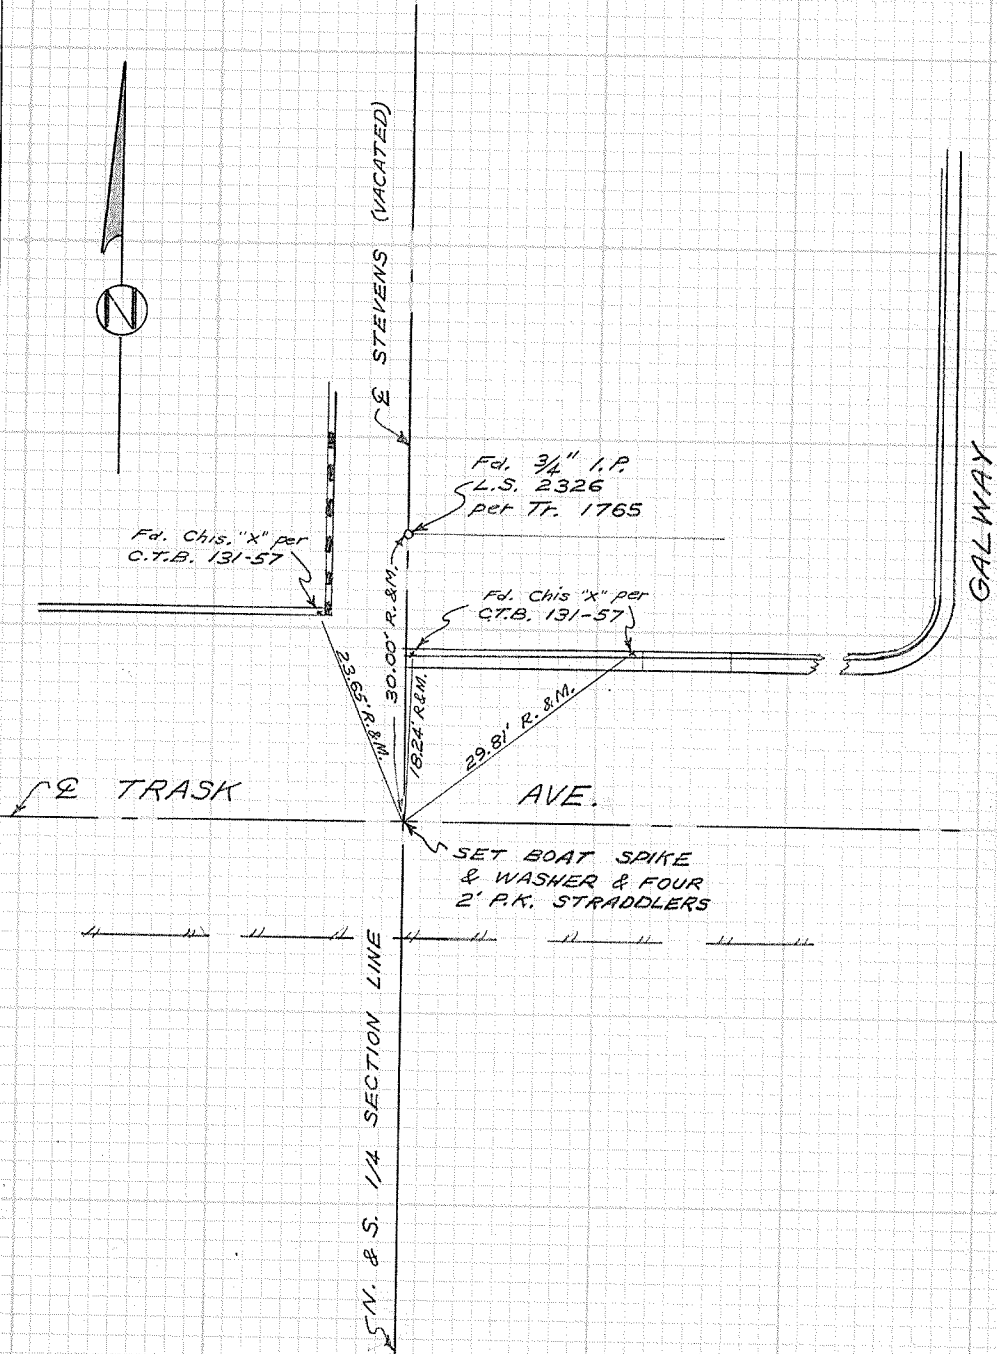 ℄ STEVENS (VACATED)
N
Fd. 3/4" I.P.
L.S. 2326
per Tr. 1765
GALWAY
Fd. Chis. "X" per
C.T.B. 131-57
Fd. Chis "X" per
C.T.B. 131-57
30.00' R.&M.
23.65' R.&M.
18.24' R.&M.
29.81' R.&M.
℄ TRASK AVE.
SET BOAT SPIKE
& WASHER & FOUR
2' P.K. STRADDLERS
N. & S. 1/4 SECTION LINE